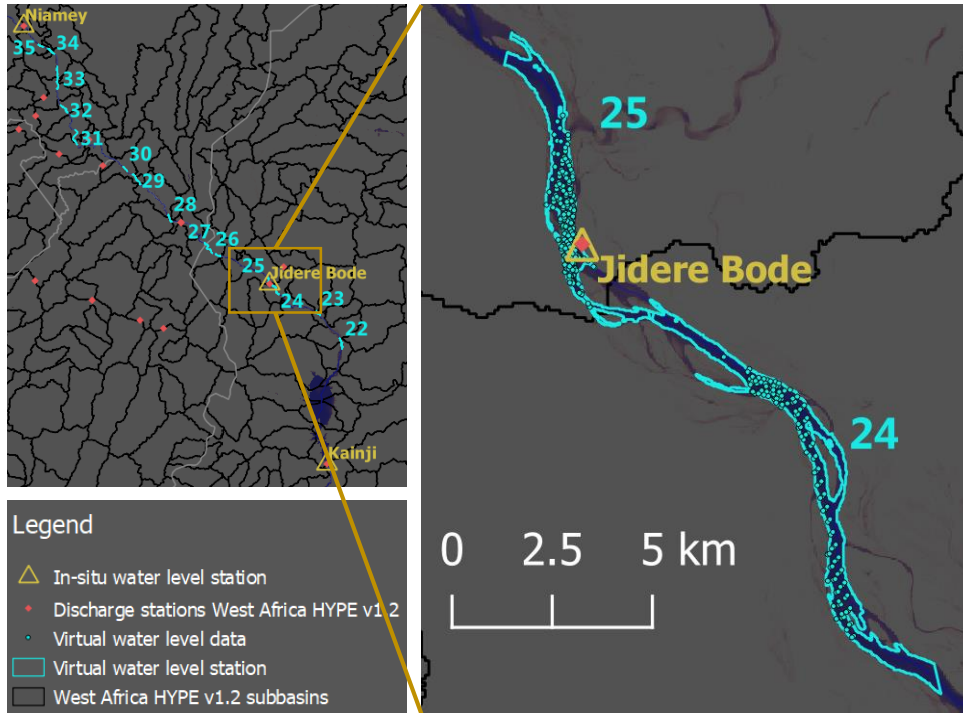 Niamey
35
34
33
32
31
30
29
28
27
26
25
Jidere Bode
24
23
22
Kainji
25
Jidere Bode
24
0 2.5 5 km
Legend
In-situ water level station
Discharge stations West Africa HYPE v1.2
Virtual water level data
Virtual water level station
West Africa HYPE v1.2 subbasins